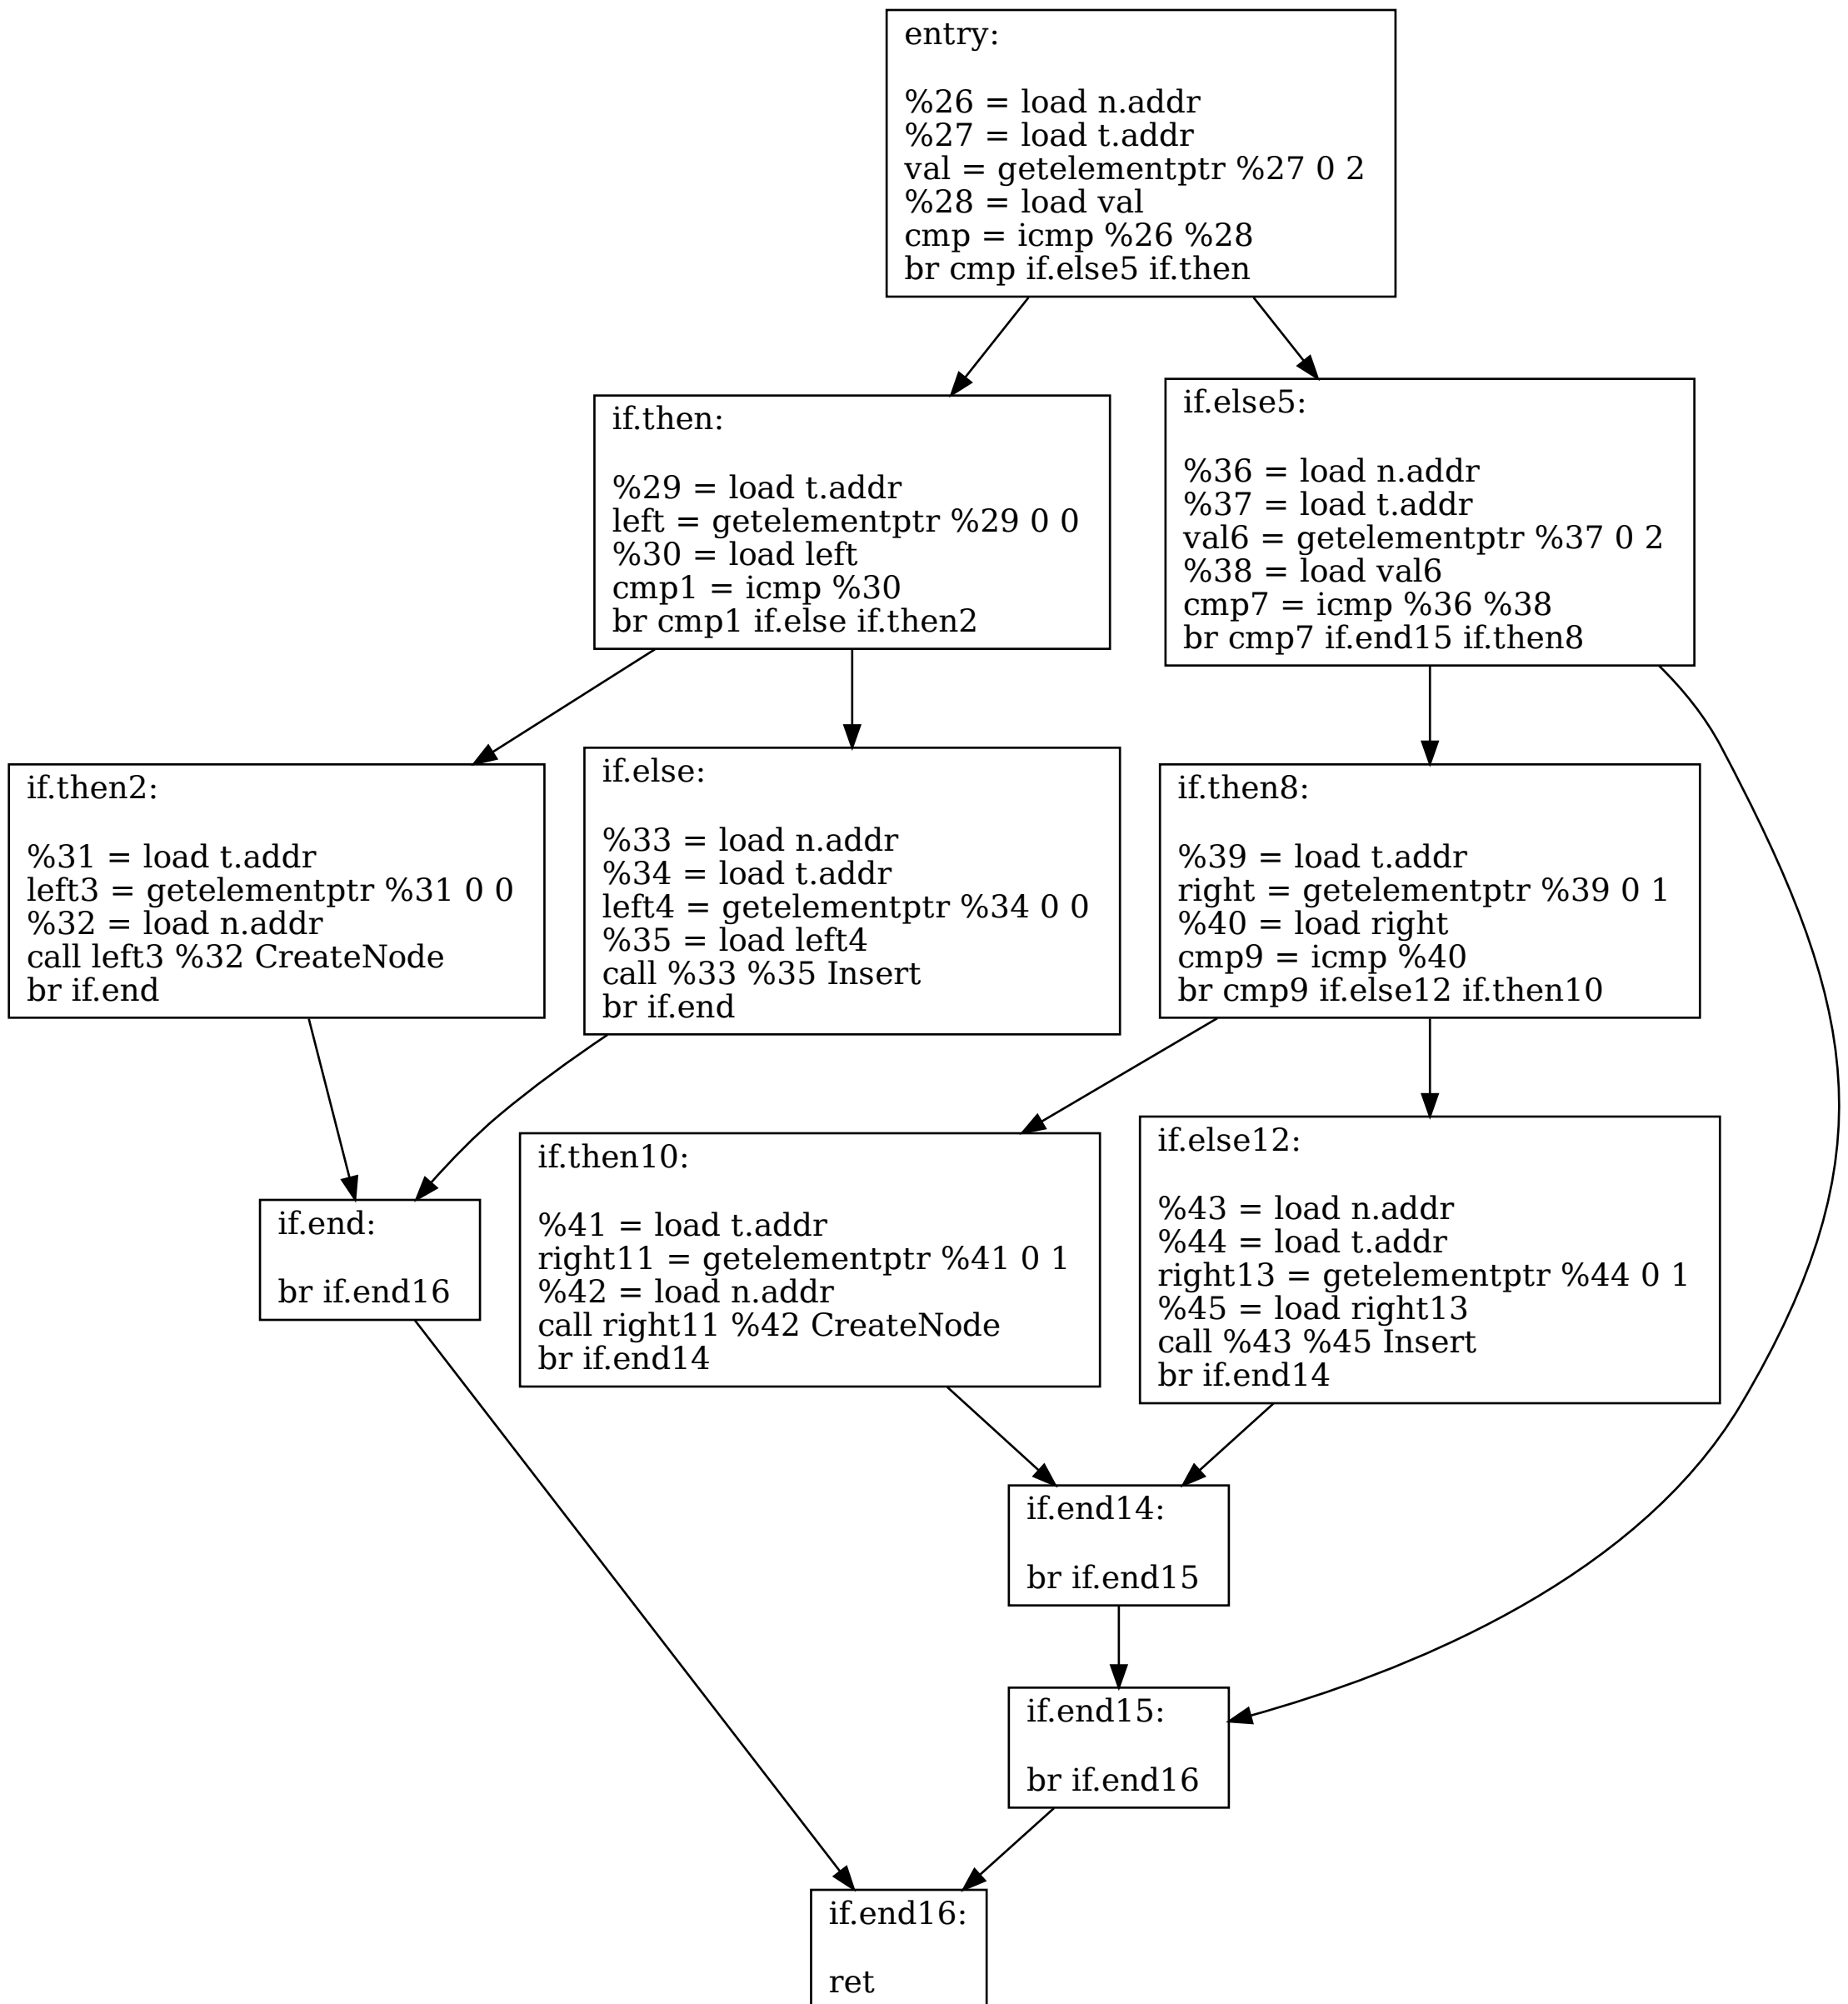 entry:
%26 = load n.addr
%27 = load t.addr
val = getelementptr %27 0 2
%28 = load val
cmp = icmp %26 %28
br cmp if.else5 if.then
if.then:
%29 = load t.addr
left = getelementptr %29 0 0
%30 = load left
cmp1 = icmp %30
br cmp1 if.else if.then2
if.else5:
%36 = load n.addr
%37 = load t.addr
val6 = getelementptr %37 0 2
%38 = load val6
cmp7 = icmp %36 %38
br cmp7 if.end15 if.then8
if.then2:
%31 = load t.addr
left3 = getelementptr %31 0 0
%32 = load n.addr
call left3 %32 CreateNode
br if.end
if.else:
%33 = load n.addr
%34 = load t.addr
left4 = getelementptr %34 0 0
%35 = load left4
call %33 %35 Insert
br if.end
if.then8:
%39 = load t.addr
right = getelementptr %39 0 1
%40 = load right
cmp9 = icmp %40
br cmp9 if.else12 if.then10
if.end:
br if.end16
if.then10:
%41 = load t.addr
right11 = getelementptr %41 0 1
%42 = load n.addr
call right11 %42 CreateNode
br if.end14
if.else12:
%43 = load n.addr
%44 = load t.addr
right13 = getelementptr %44 0 1
%45 = load right13
call %43 %45 Insert
br if.end14
if.end14:
br if.end15
if.end15:
br if.end16
if.end16:
ret